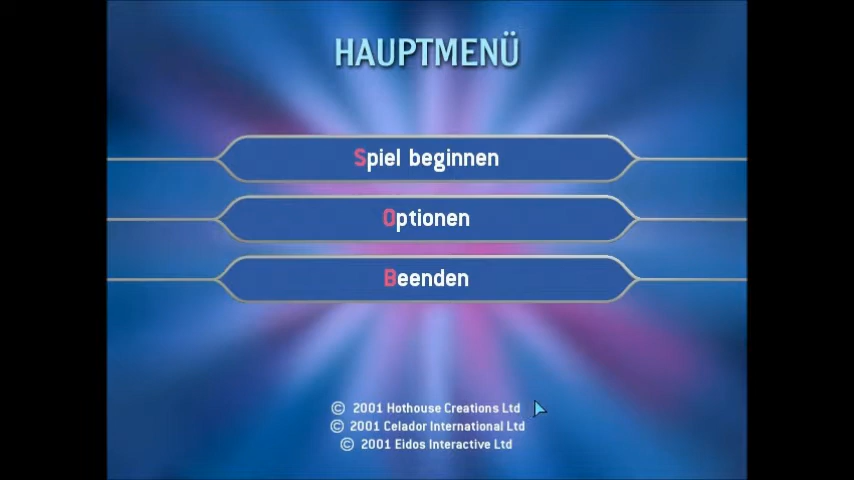 HAUPTMENÜ
Spiel beginnen
Optionen
Beenden
© 2001 Hothouse Creations Ltd
© 2001 Celador International Ltd
© 2001 Eidos Interactive Ltd